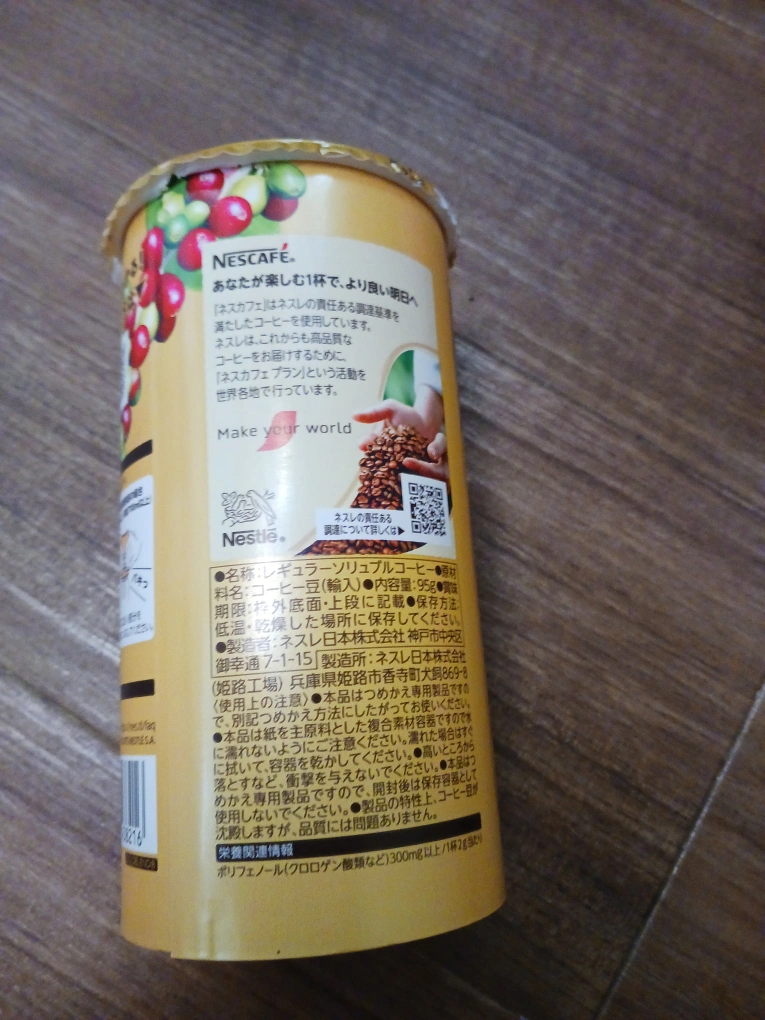 NESCAFÉ®
あなたが楽しむ1杯で、より良い明日へ
「ネスカフェ」はネスレの責任ある調達基準を
満たしたコーヒーを使用しています。
ネスレは、これからも高品質な
コーヒーをお届けするために、
「ネスカフェ プラン」という活動を
世界各地で行っています。
Make your world
ネスレの責任ある
調達について詳しくは▶
Nestlé®
●名称:レギュラーソリュブルコーヒー●原材
料名:コーヒー豆(輸入)●内容量:95g●賞味
期限:枠外底面・上段に記載●保存方法:
低温・乾燥した場所に保存してください。
●製造者:ネスレ日本株式会社 神戸市中央区
御幸通7-1-15 製造所:ネスレ日本株式会社
(姫路工場) 兵庫県姫路市香寺町犬飼869-8
〈使用上の注意〉●本品はつめかえ専用製品ですの
で、別記つめかえ方法にしたがってお使いください。
●本品は紙を主原料とした複合素材容器ですので水
に濡れないようにご注意ください。濡れた場合はすぐ
に拭いて、容器を乾かしてください。●高いところから
落とすなど、衝撃を与えないでください。●本品はつ
めかえ専用製品ですので、開封後は保存容器として
使用しないでください。●製品の特性上、コーヒー豆が
沈殿しますが、品質には問題ありません。
栄養関連情報
ポリフェノール(クロロゲン酸類など)300mg以上/1杯2g当たり